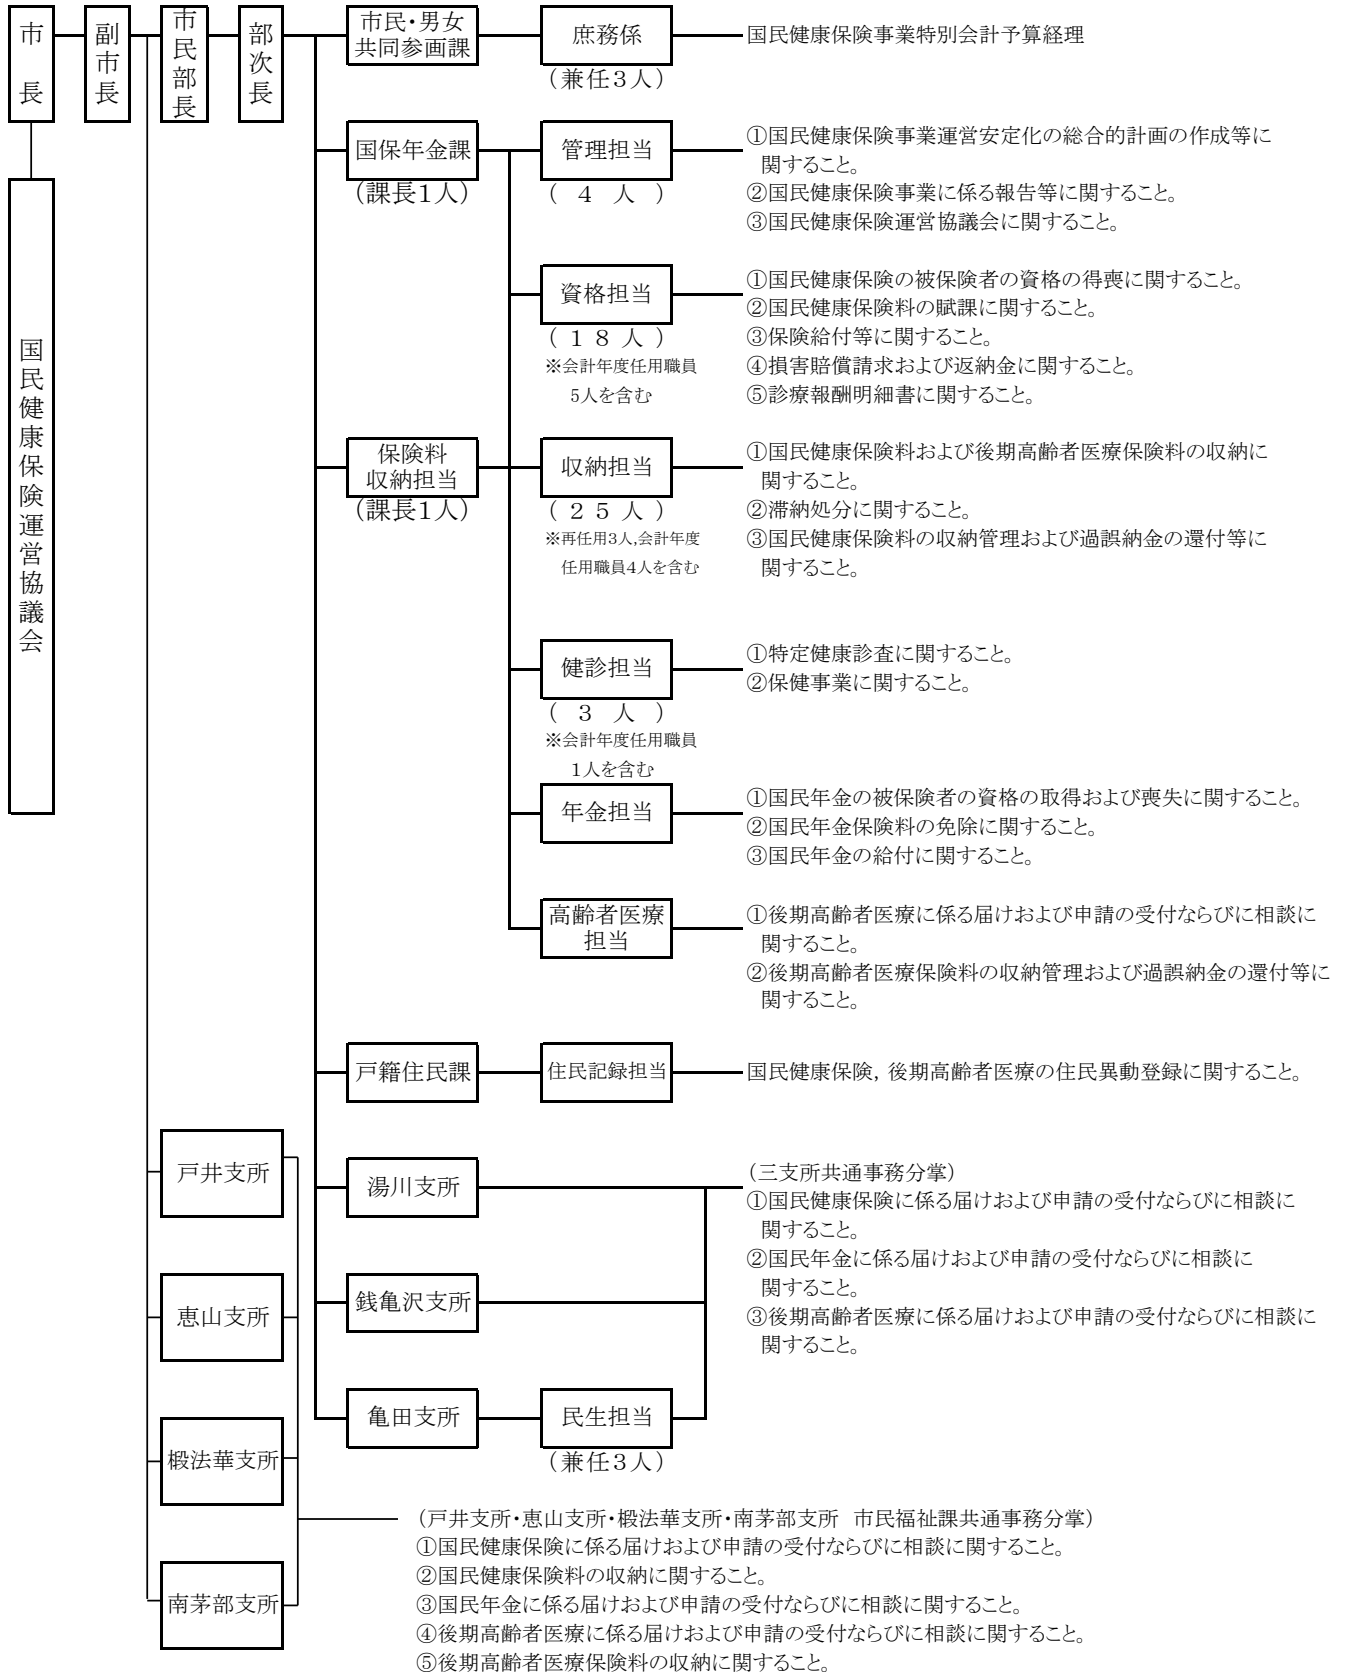 市長
副市長
市民部長
部次長
市民・男女
共同参画課
庶務係
（兼任３人）
国民健康保険事業特別会計予算経理
国民健康保険運営協議会
国保年金課
（課長１人）
管理担当
（４人）
①国民健康保険事業運営安定化の総合的計画の作成等に
関すること。
②国民健康保険事業に係る報告等に関すること。
③国民健康保険運営協議会に関すること。
資格担当
（１８人）
※会計年度任用職員
5人を含む
①国民健康保険の被保険者の資格の得喪に関すること。
②国民健康保険料の賦課に関すること。
③保険給付等に関すること。
④損害賠償請求および返納金に関すること。
⑤診療報酬明細書に関すること。
保険料
収納担当
（課長１人）
収納担当
（２５人）
※再任用3人,会計年度
任用職員4人を含む
①国民健康保険料および後期高齢者医療保険料の収納に
関すること。
②滞納処分に関すること。
③国民健康保険料の収納管理および過誤納金の還付等に
関すること。
健診担当
（３人）
※会計年度任用職員
1人を含む
①特定健康診査に関すること。
②保健事業に関すること。
年金担当
①国民年金の被保険者の資格の取得および喪失に関すること。
②国民年金保険料の免除に関すること。
③国民年金の給付に関すること。
高齢者医療
担当
①後期高齢者医療に係る届けおよび申請の受付ならびに相談に
関すること。
②後期高齢者医療保険料の収納管理および過誤納金の還付等に
関すること。
戸籍住民課
住民記録担当
国民健康保険，後期高齢者医療の住民異動登録に関すること。
戸井支所
恵山支所
椴法華支所
南茅部支所
湯川支所
銭亀沢支所
亀田支所
民生担当
（兼任３人）
（三支所共通事務分掌）
①国民健康保険に係る届けおよび申請の受付ならびに相談に
関すること。
②国民年金に係る届けおよび申請の受付ならびに相談に
関すること。
③後期高齢者医療に係る届けおよび申請の受付ならびに相談に
関すること。
（戸井支所・恵山支所・椴法華支所・南茅部支所　市民福祉課共通事務分掌）
①国民健康保険に係る届けおよび申請の受付ならびに相談に関すること。
②国民健康保険料の収納に関すること。
③国民年金に係る届けおよび申請の受付ならびに相談に関すること。
④後期高齢者医療に係る届けおよび申請の受付ならびに相談に関すること。
⑤後期高齢者医療保険料の収納に関すること。